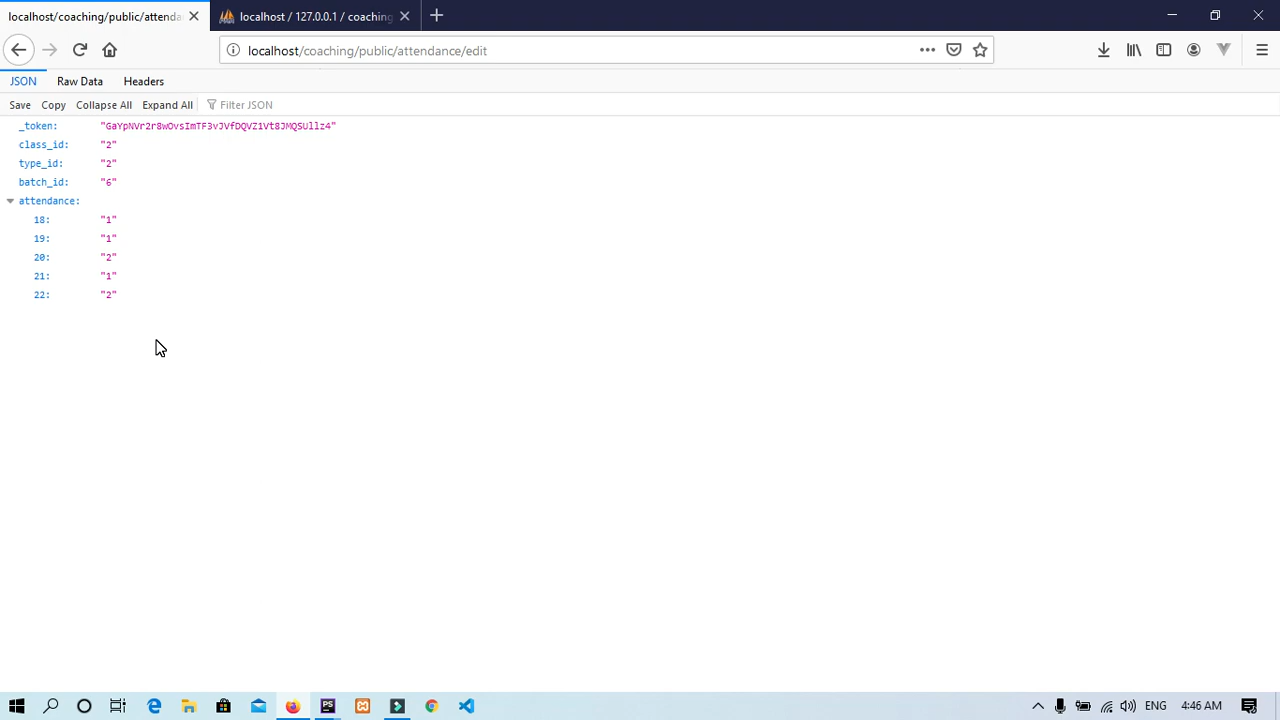 localhost/coaching/public/attenda
localhost / 127.0.0.1 / coaching
localhost/coaching/public/attendance/edit
JSON Raw Data Headers
Save Copy Collapse All Expand All Filter JSON
_token: "GaYpNVr2r8wOvsImTF3vJVfDQVZ1Vt8JMQSUllz4"
class_id: "2"
type_id: "2"
batch_id: "6"
attendance:
18: "1"
19: "1"
20: "2"
21: "1"
22: "2"
PS
ENG 4:46 AM